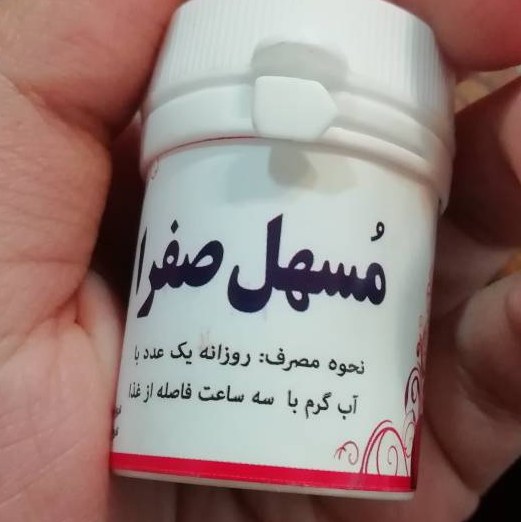 مُسهل صفرا
نحوه مصرف: روزانه یک عدد با
آب گرم با سه ساعت فاصله از غذا